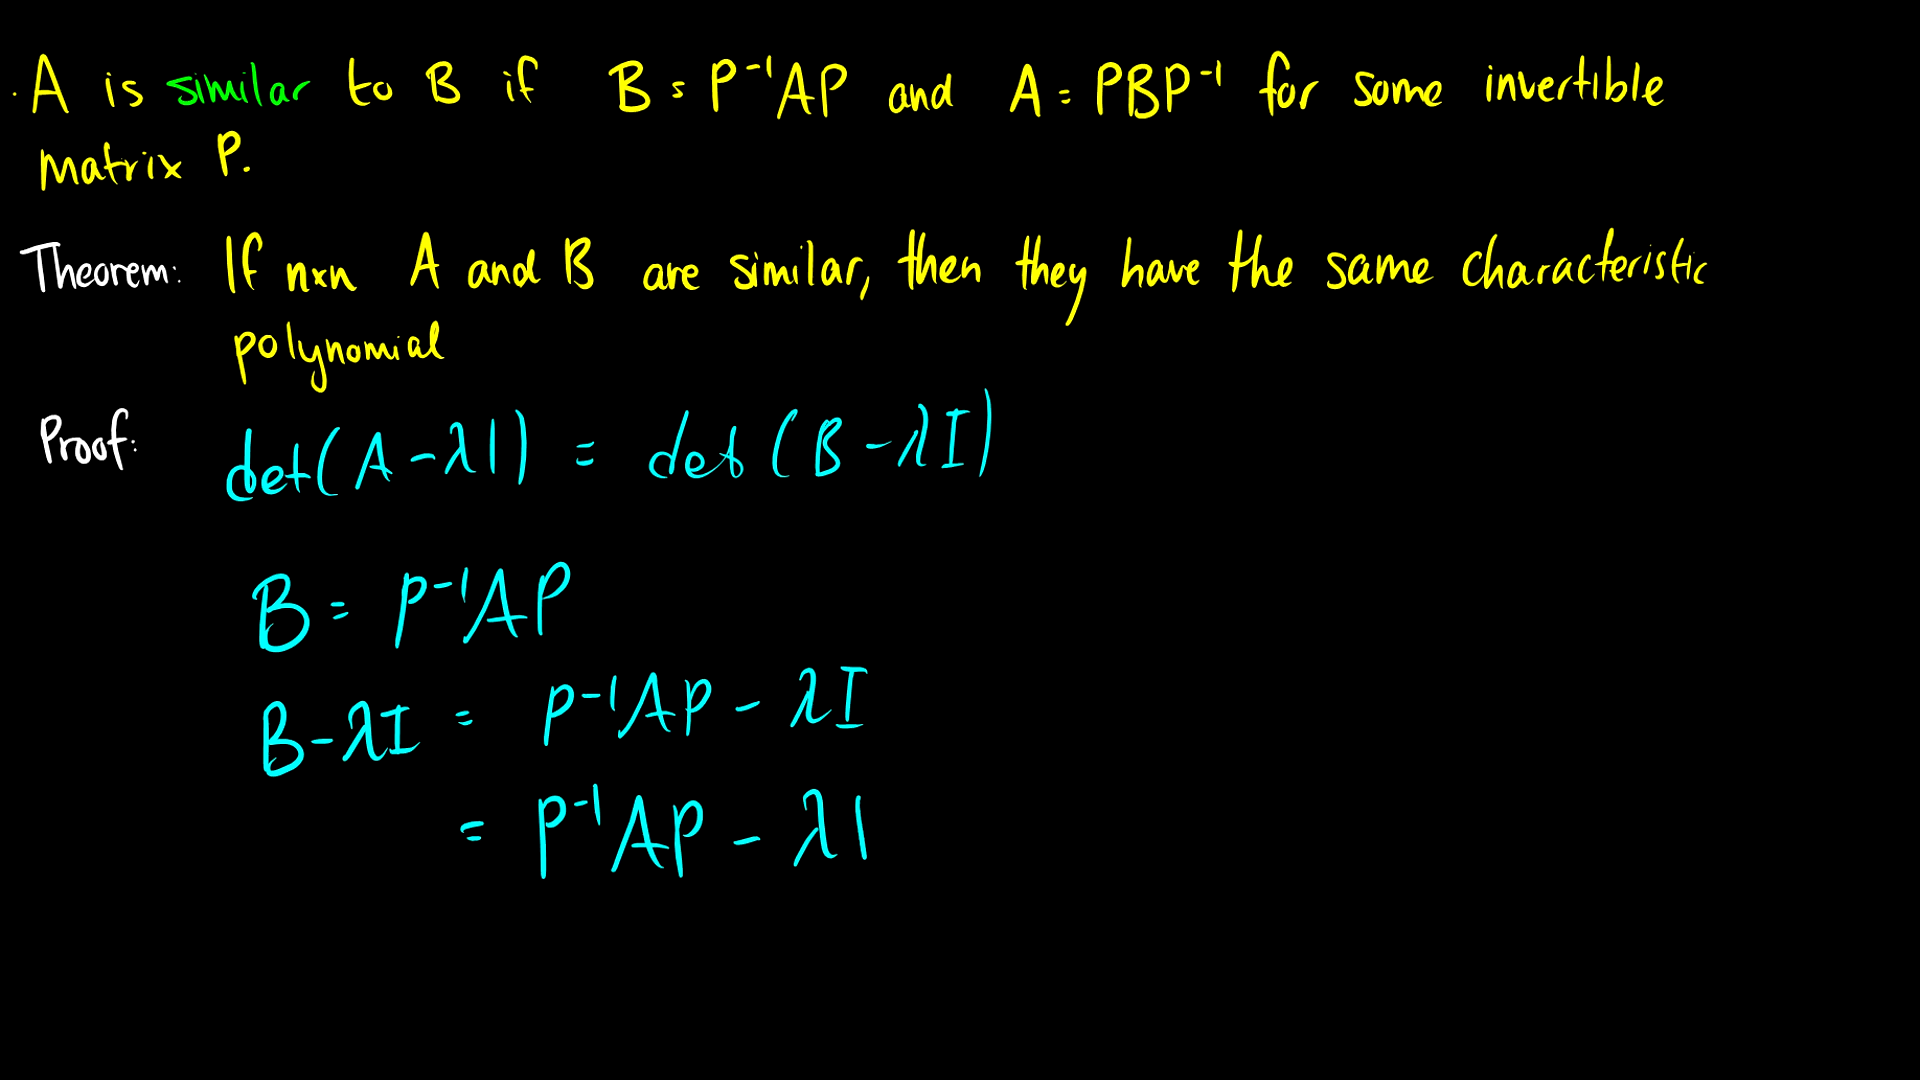 · A is similar to B if B = P⁻¹AP and A = PBP⁻¹ for some invertible
matrix P.
Theorem: If n×n A and B are similar, then they have the same characteristic
polynomial
Proof: det(A - λI) = det(B - λI)
B = P⁻¹AP
B - λI = P⁻¹AP - λI
= P⁻¹AP - λI